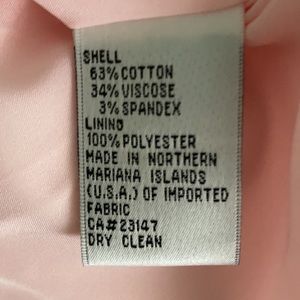 SHELL
63% COTTON
34% VISCOSE
3% SPANDEX
LINING
100% POLYESTER
MADE IN NORTHERN
MARIANA ISLANDS
(U.S.A.) OF IMPORTED
FABRIC
CA#23147
DRY CLEAN